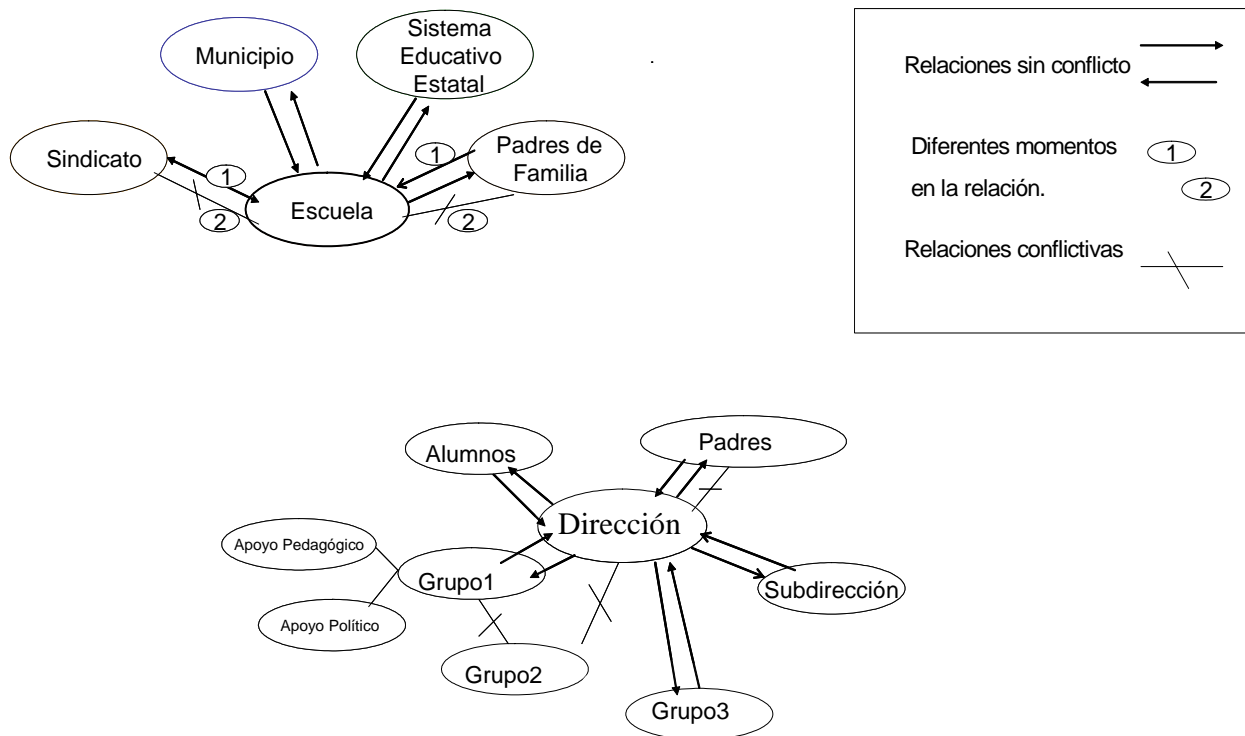 Municipio
Sistema
Educativo
Estatal
Sindicato
Padres de
Familia
Escuela
1
2
1
2
Relaciones sin conflicto
Diferentes momentos
en la relación.
1
2
Relaciones conflictivas
Alumnos
Padres
Dirección
Apoyo Pedagógico
Grupo1
Subdirección
Apoyo Político
Grupo2
Grupo3